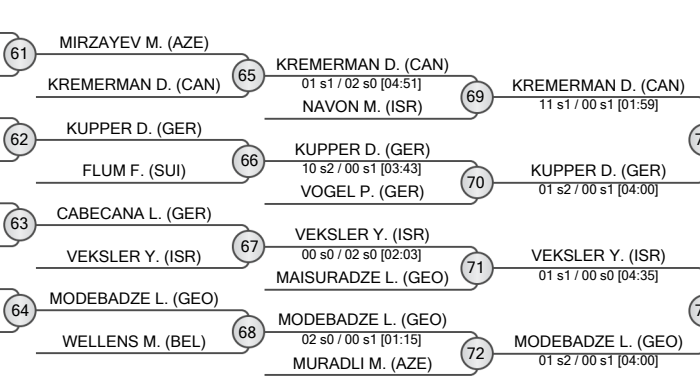 61
MIRZAYEV M. (AZE)
KREMERMAN D. (CAN)
65
KREMERMAN D. (CAN)
01 s1 / 02 s0 [04:51]
NAVON M. (ISR)
69
KREMERMAN D. (CAN)
11 s1 / 00 s1 [01:59]
62
KUPPER D. (GER)
FLUM F. (SUI)
66
KUPPER D. (GER)
10 s2 / 00 s1 [03:43]
VOGEL P. (GER)
70
KUPPER D. (GER)
01 s2 / 00 s1 [04:00]
63
CABECANA L. (GER)
VEKSLER Y. (ISR)
67
VEKSLER Y. (ISR)
00 s0 / 02 s0 [02:03]
MAISURADZE L. (GEO)
71
VEKSLER Y. (ISR)
01 s1 / 00 s0 [04:35]
64
MODEBADZE L. (GEO)
WELLENS M. (BEL)
68
MODEBADZE L. (GEO)
02 s0 / 00 s1 [01:15]
MURADLI M. (AZE)
72
MODEBADZE L. (GEO)
01 s2 / 00 s1 [04:00]